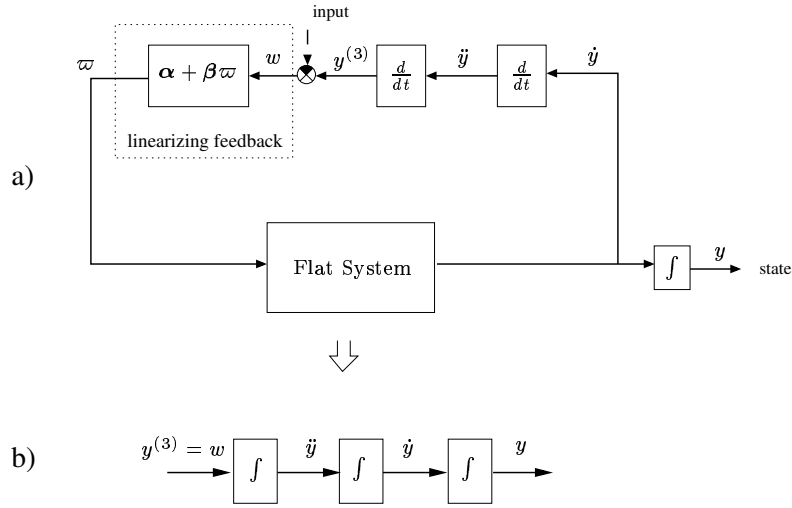 input
ϖ
α + βϖ
w
y⁽³⁾
d/dt
ÿ
d/dt
ẏ
linearizing feedback
a)
Flat System
∫
y
state
b)
y⁽³⁾ = w
∫
ÿ
∫
ẏ
∫
y